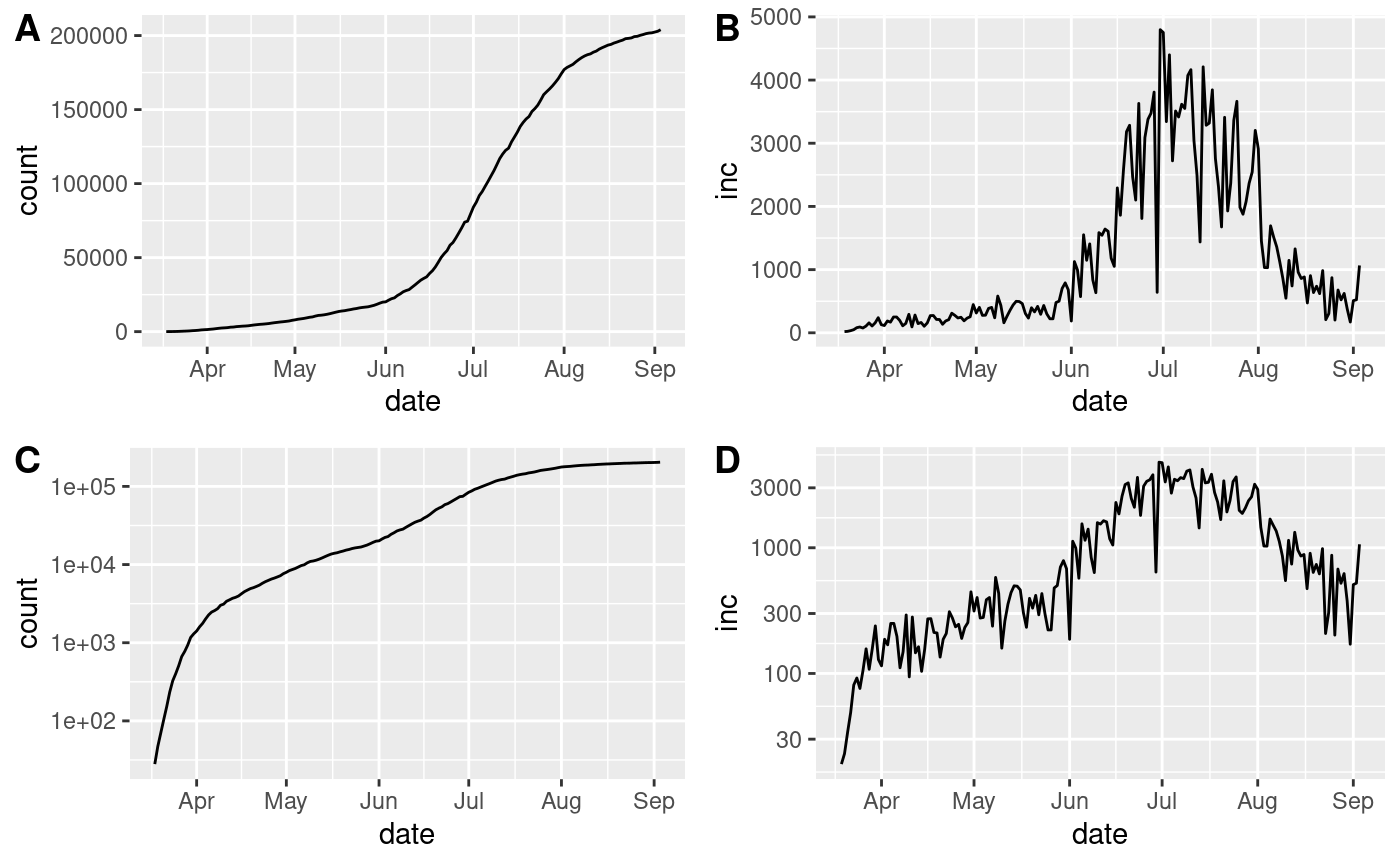 A
count
200000
150000
100000
50000
0
Apr May Jun Jul Aug Sep
date
B
inc
5000
4000
3000
2000
1000
0
Apr May Jun Jul Aug Sep
date
C
count
1e+05
1e+04
1e+03
1e+02
Apr May Jun Jul Aug Sep
date
D
inc
3000
1000
300
100
30
Apr May Jun Jul Aug Sep
date